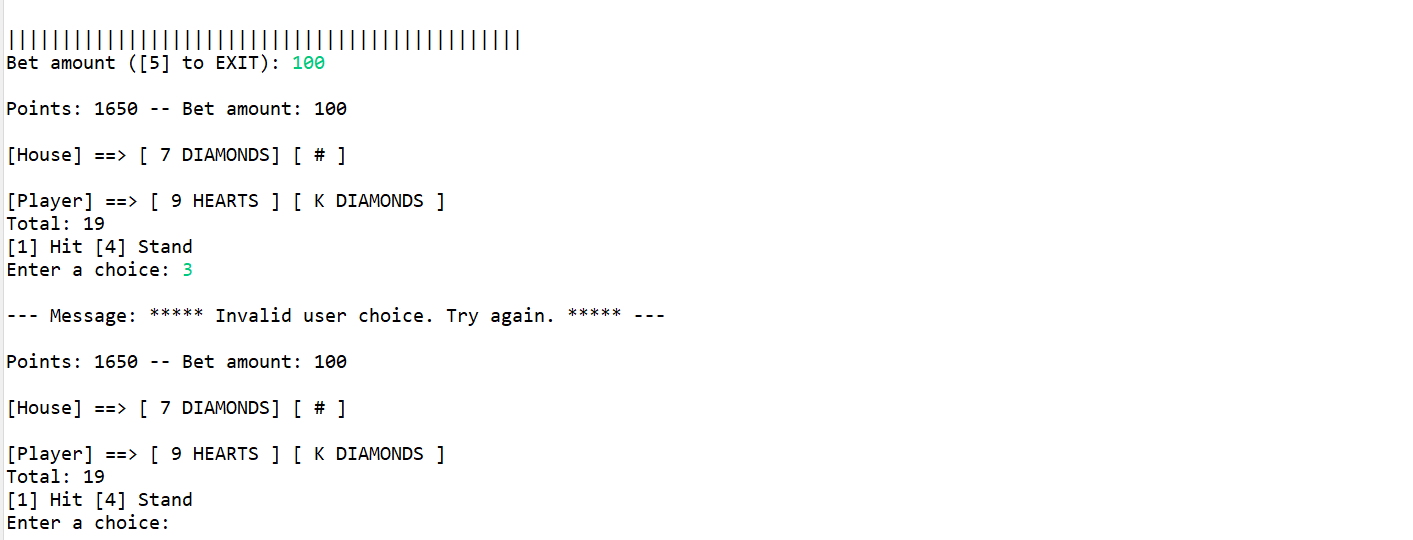 |||||||||||||||||||||||||||||||||||||||||||||||
Bet amount ([5] to EXIT): 100
Points: 1650 -- Bet amount: 100
[House] ==> [ 7 DIAMONDS] [ # ]
[Player] ==> [ 9 HEARTS ] [ K DIAMONDS ]
Total: 19
[1] Hit [4] Stand
Enter a choice: 3
--- Message: ***** Invalid user choice. Try again. ***** ---
Points: 1650 -- Bet amount: 100
[House] ==> [ 7 DIAMONDS] [ # ]
[Player] ==> [ 9 HEARTS ] [ K DIAMONDS ]
Total: 19
[1] Hit [4] Stand
Enter a choice: